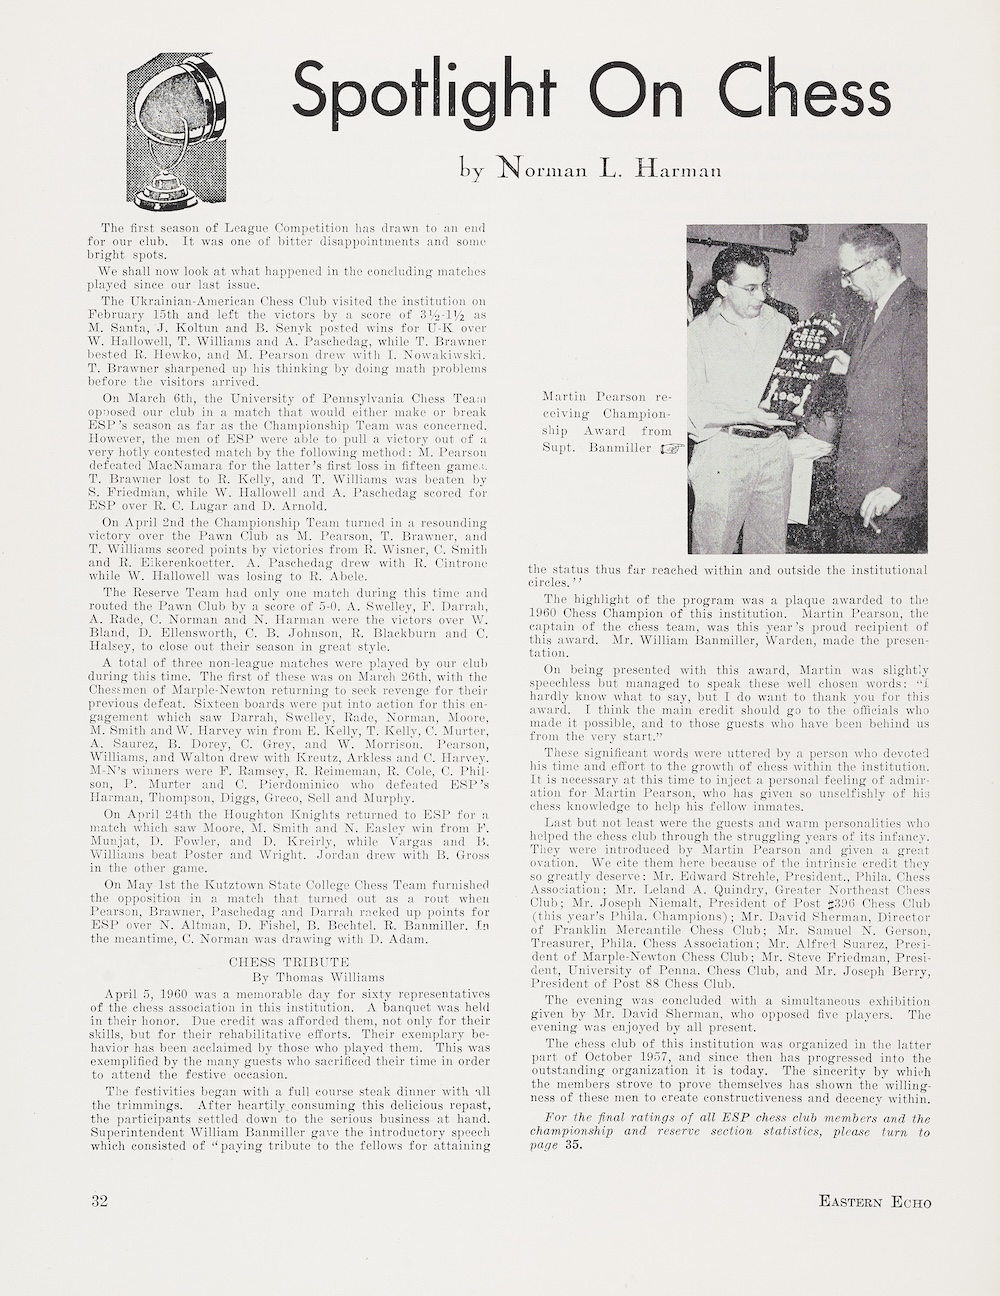 Spotlight On Chess
by Norman L. Harman
The first season of League Competition has drawn to an end
for our club. It was one of bitter disappointments and some
bright spots.
We shall now look at what happened in the concluding matches
played since our last issue.
The Ukrainian-American Chess Club visited the institution on
February 15th and left the victors by a score of 3½-1½ as
M. Santa, J. Koltun and B. Senyk posted wins for U-K over
W. Hallowell, T. Williams and A. Paschedag, while T. Brawner
bested R. Hewko, and M. Pearson drew with I. Nowakiwski.
T. Brawner sharpened up his thinking by doing math problems
before the visitors arrived.
On March 6th, the University of Pennsylvania Chess Team
opposed our club in a match that would either make or break
ESP's season as far as the Championship Team was concerned.
However, the men of ESP were able to pull a victory out of a
very hotly contested match by the following method: M. Pearson
defeated MacNamara for the latter's first loss in fifteen games.
T. Brawner lost to R. Kelly, and T. Williams was beaten by
S. Friedman, while W. Hallowell and A. Paschedag scored for
ESP over R. C. Lugar and D. Arnold.
On April 2nd the Championship Team turned in a resounding
victory over the Pawn Club as M. Pearson, T. Brawner, and
T. Williams scored points by victories from R. Wisner, C. Smith
and R. Eikerenkoetter. A. Paschedag drew with R. Cintrone
while W. Hallowell was losing to R. Abele.
The Reserve Team had only one match during this time and
routed the Pawn Club by a score of 5-0. A. Swelley, F. Darrah,
A. Rade, C. Norman and N. Harman were the victors over W.
Bland, D. Ellensworth, C. B. Johnson, R. Blackburn and C.
Halsey, to close out their season in great style.
A total of three non-league matches were played by our club
during this time. The first of these was on March 26th, with the
Chessmen of Marple-Newton returning to seek revenge for their
previous defeat. Sixteen boards were put into action for this en-
gagement which saw Darrah, Swelley, Rade, Norman, Moore,
M. Smith and W. Harvey win from E. Kelly, T. Kelly, C. Murter,
A. Saurez, B. Dorey, C. Grey, and W. Morrison. Pearson,
Williams, and Walton drew with Kreutz, Arkless and C. Harvey.
M-N's winners were F. Ramsey, R. Reimeman, R. Cole, C. Phil-
son, P. Murter and C. Pierdominico who defeated ESP's
Harman, Thompson, Diggs, Greco, Sell and Murphy.
On April 24th the Houghton Knights returned to ESP for a
match which saw Moore, M. Smith and N. Easley win from F.
Munjat, D. Fowler, and D. Kreirly, while Vargas and B.
Williams beat Poster and Wright. Jordan drew with B. Gross
in the other game.
On May 1st the Kutztown State College Chess Team furnished
the opposition in a match that turned out as a rout when
Pearson, Brawner, Paschedag and Darrah racked up points for
ESP over N. Altman, D. Fishel, B. Bechtel. R. Banmiller. In
the meantime, C. Norman was drawing with D. Adam.
CHESS TRIBUTE
By Thomas Williams
April 5, 1960 was a memorable day for sixty representatives
of the chess association in this institution. A banquet was held
in their honor. Due credit was afforded them, not only for their
skills, but for their rehabilitative efforts. Their exemplary be-
havior has been acclaimed by those who played them. This was
exemplified by the many guests who sacrificed their time in order
to attend the festive occasion.
The festivities began with a full course steak dinner with all
the trimmings. After heartily consuming this delicious repast,
the participants settled down to the serious business at hand.
Superintendent William Banmiller gave the introductory speech
which consisted of "paying tribute to the fellows for attaining
Martin Pearson re-
ceiving Champion-
ship Award from
Supt. Banmiller
ESP
CHESS
CLUB
MARTIN
PEARSON
1960
the status thus far reached within and outside the institutional
circles."
The highlight of the program was a plaque awarded to the
1960 Chess Champion of this institution. Martin Pearson, the
captain of the chess team, was this year's proud recipient of
this award. Mr. William Banmiller, Warden, made the presen-
tation.
On being presented with this award, Martin was slightly
speechless but managed to speak these well chosen words: "I
hardly know what to say, but I do want to thank you for this
award. I think the main credit should go to the officials who
made it possible, and to those guests who have been behind us
from the very start."
These significant words were uttered by a person who devoted
his time and effort to the growth of chess within the institution.
It is necessary at this time to inject a personal feeling of admir-
ation for Martin Pearson, who has given so unselfishly of his
chess knowledge to help his fellow inmates.
Last but not least were the guests and warm personalities who
helped the chess club through the struggling years of its infancy.
They were introduced by Martin Pearson and given a great
ovation. We cite them here because of the intrinsic credit they
so greatly deserve: Mr. Edward Strehle, President., Phila. Chess
Association; Mr. Leland A. Quindry, Greater Northeast Chess
Club; Mr. Joseph Niemalt, President of Post #396 Chess Club
(this year's Phila. Champions); Mr. David Sherman, Director
of Franklin Mercantile Chess Club; Mr. Samuel N. Gerson,
Treasurer, Phila. Chess Association; Mr. Alfred Suarez, Presi-
dent of Marple-Newton Chess Club; Mr. Steve Friedman, Presi-
dent, University of Penna. Chess Club, and Mr. Joseph Berry,
President of Post 88 Chess Club.
The evening was concluded with a simultaneous exhibition
given by Mr. David Sherman, who opposed five players. The
evening was enjoyed by all present.
The chess club of this institution was organized in the latter
part of October 1957, and since then has progressed into the
outstanding organization it is today. The sincerity by which
the members strove to prove themselves has shown the willing-
ness of these men to create constructiveness and decency within.
For the final ratings of all ESP chess club members and the
championship and reserve section statistics, please turn to
page 35.
32
EASTERN ECHO